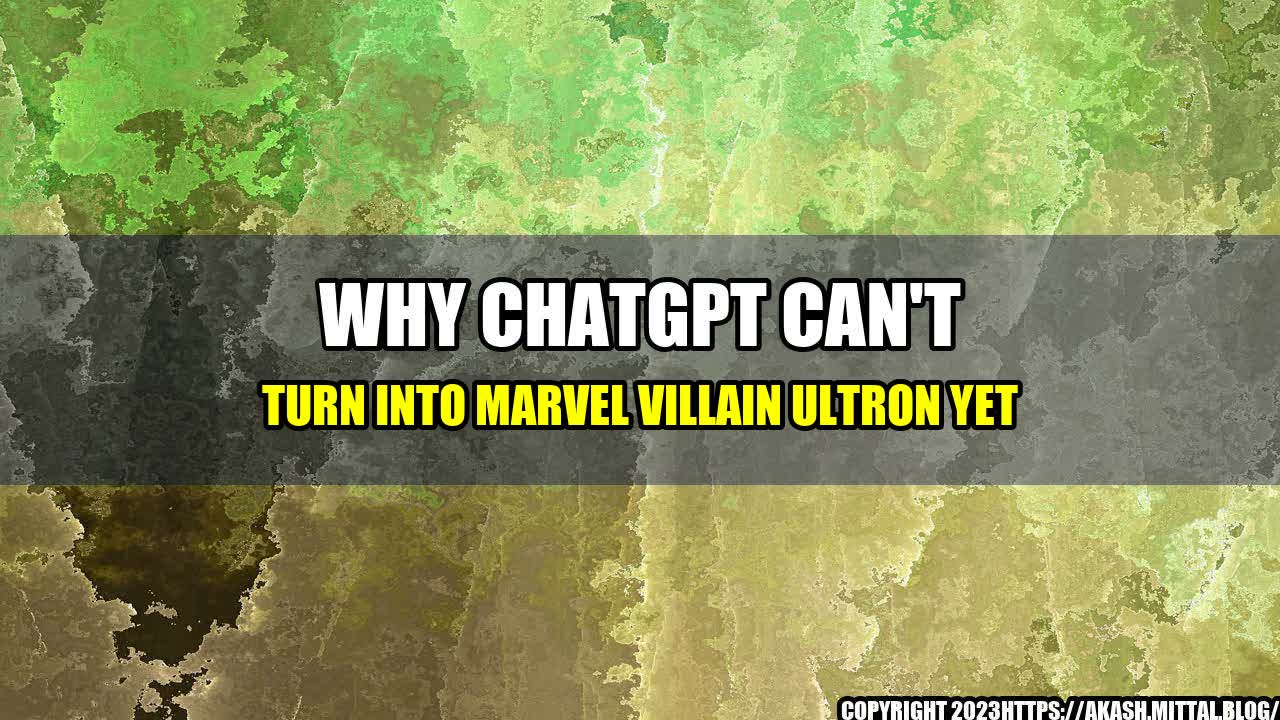 WHY CHATGPT CAN'T
TURN INTO MARVEL VILLAIN ULTRON YET
COPYRIGHT 2023HTTPS://AKASH.MITTAL.BLOG/